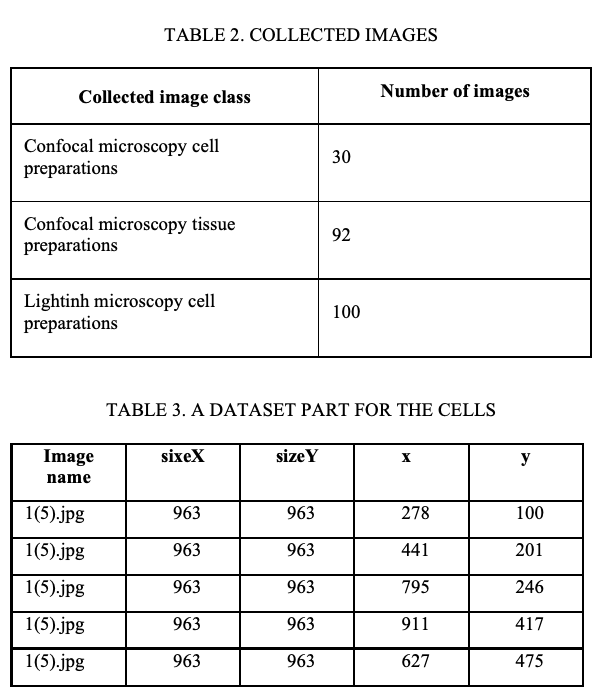 TABLE 2. COLLECTED IMAGES
Collected image class Number of images
Confocal microscopy cell
preparations
30
Confocal microscopy tissue
preparations
92
Lightinh microscopy cell
preparations
100
TABLE 3. A DATASET PART FOR THE CELLS
Image
name
sixeX sizeY x y
1(5).jpg 963 963 278 100
1(5).jpg 963 963 441 201
1(5).jpg 963 963 795 246
1(5).jpg 963 963 911 417
1(5).jpg 963 963 627 475